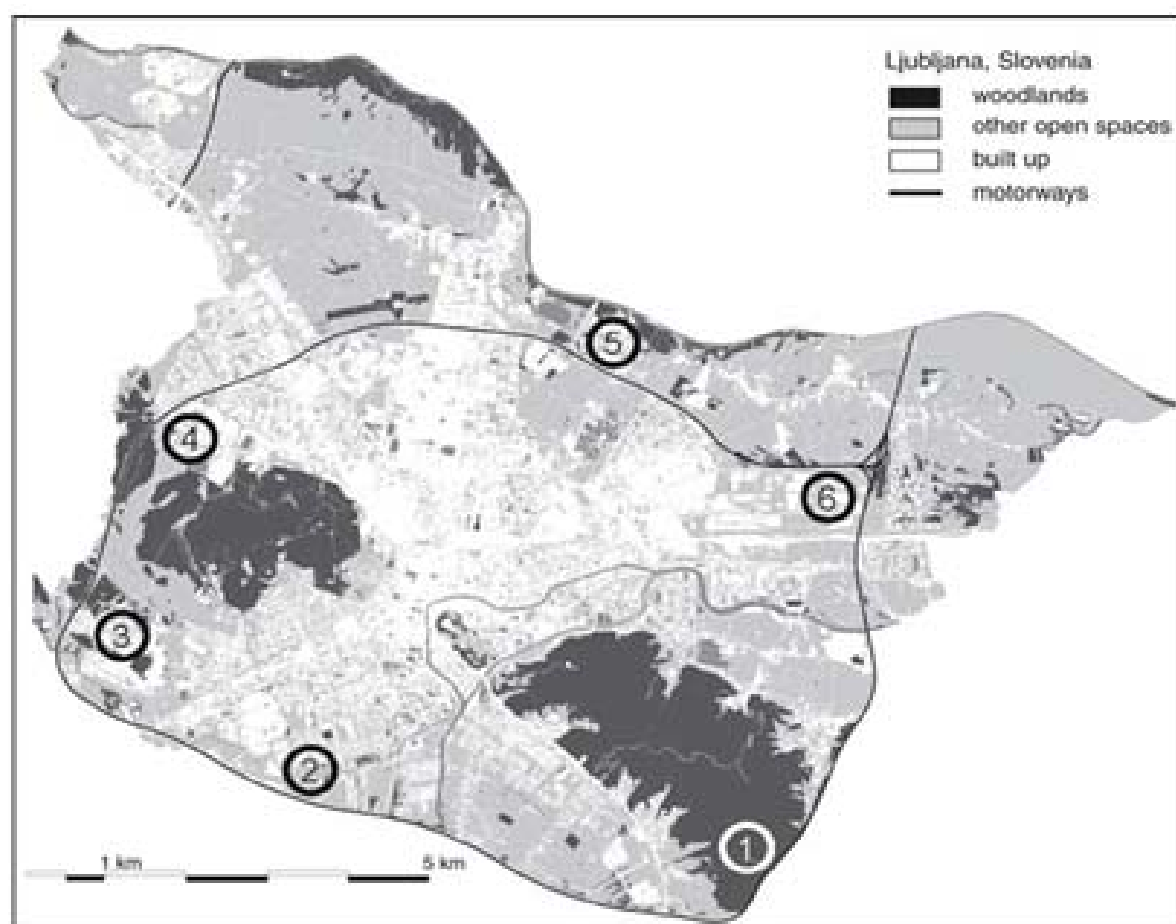 Ljubljana, Slovenia
woodlands
other open spaces
built up
motorways
5
4
6
3
2
1
1 km 5 km